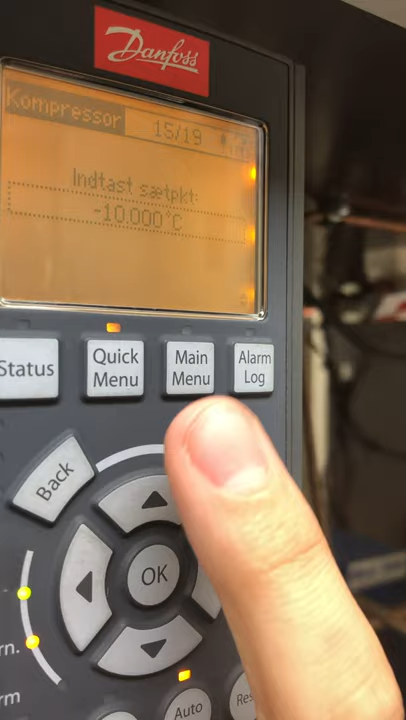 Danfoss
Kompressor 15/19
Indtast sætpkt:
-10.000°C
Status
Quick
Menu
Main
Menu
Alarm
Log
Back
OK
Auto